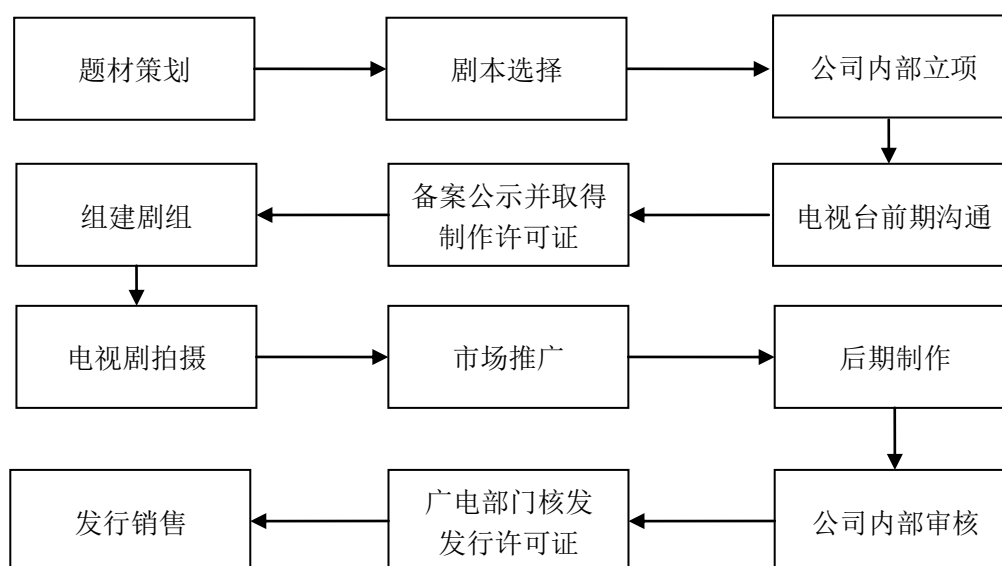 题材策划
剧本选择
公司内部立项
组建剧组
备案公示并取得
制作许可证
电视台前期沟通
电视剧拍摄
市场推广
后期制作
发行销售
广电部门核发
发行许可证
公司内部审核